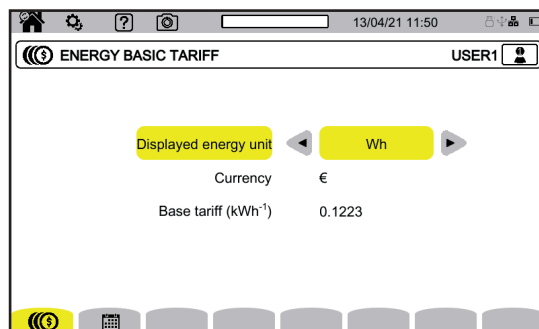 13/04/21 11:50
ENERGY BASIC TARIFF USER1
Displayed energy unit Wh
Currency €
Base tariff (kWh⁻¹) 0.1223